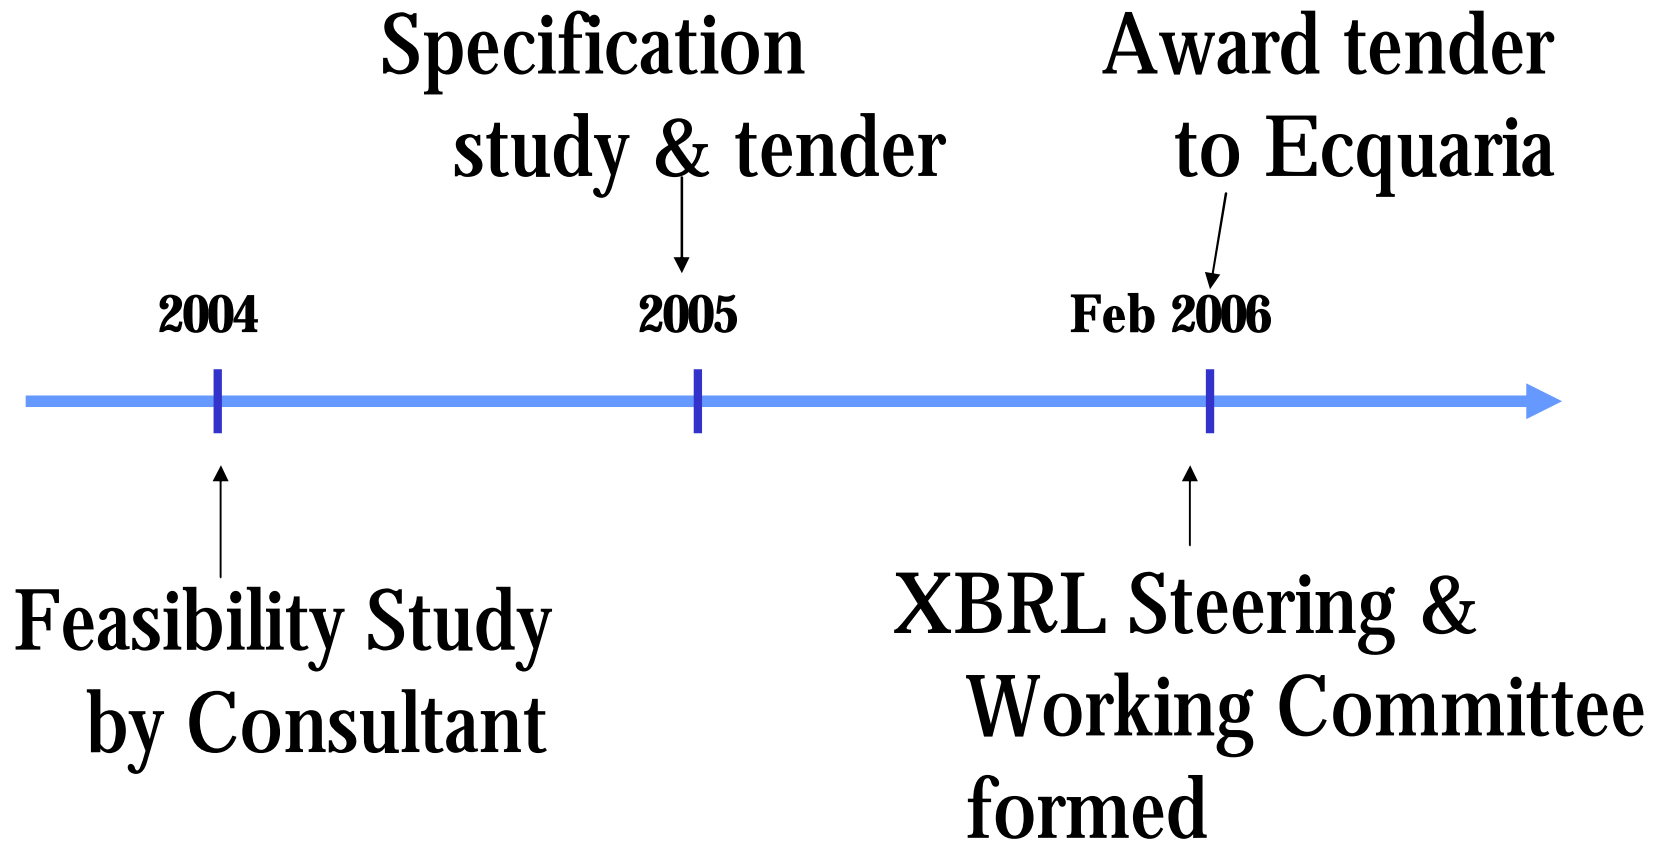 Specification
study & tender
Award tender
to Ecquaria
2004
2005
Feb 2006
Feasibility Study
by Consultant
XBRL Steering &
Working Committee
formed